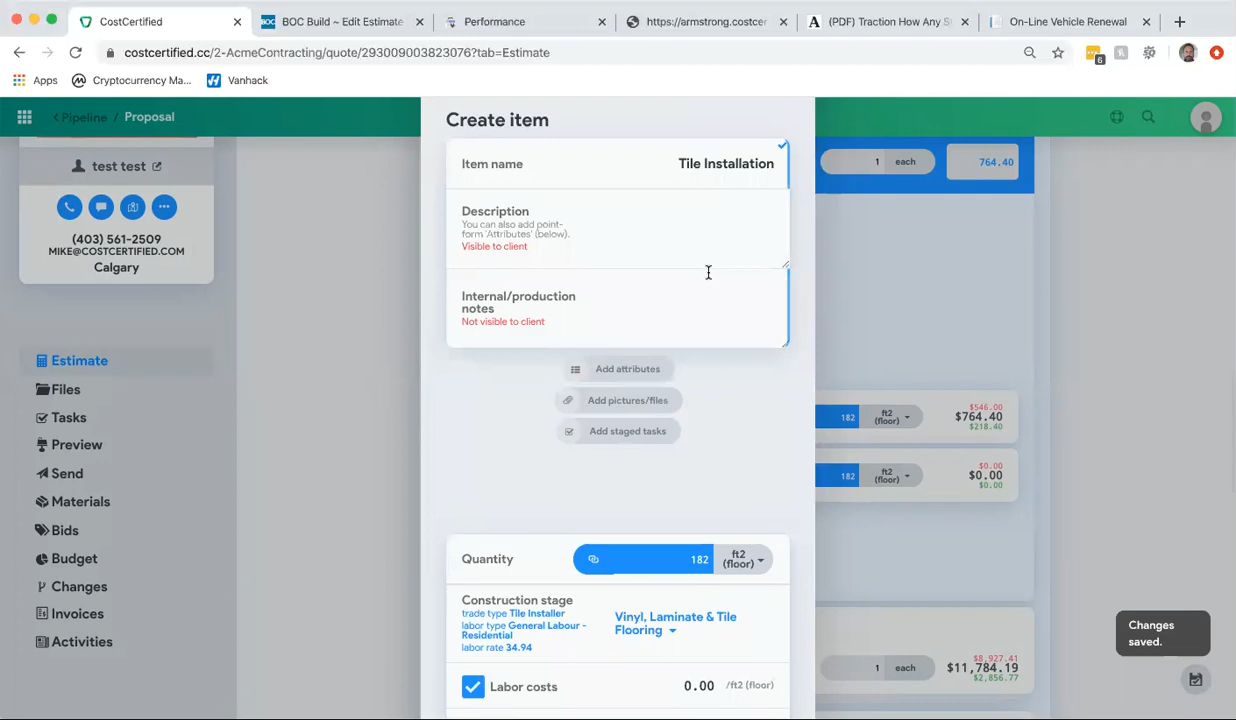 CostCertified
BOC Build ~ Edit Estimate
Performance
https://armstrong.costcer
(PDF) Traction How Any S
On-Line Vehicle Renewal
costcertified.cc/2-AcmeContracting/quote/293009003823076?tab=Estimate
6
Apps
Cryptocurrency Ma...
Vanhack
Pipeline / Proposal
test test
(403) 561-2509
MIKE@COSTCERTIFIED.COM
Calgary
Estimate
Files
Tasks
Preview
Send
Materials
Bids
Budget
Changes
Invoices
Activities
Create item
Item name
Tile Installation
Description
You can also add point-
form 'Attributes' (below).
Visible to client
Internal/production
notes
Not visible to client
Add attributes
Add pictures/files
Add staged tasks
Quantity
182
ft2
(floor)
Construction stage
trade type Tile Installer
labor type General Labour -
Residential
labor rate 34.94
Vinyl, Laminate & Tile
Flooring
Labor costs
0.00
/ft2 (floor)
1 each
764.40
182
ft2
(floor)
$546.00
$764.40
$218.40
182
ft2
(floor)
$0.00
$0.00
$0.00
1 each
$8,927.41
$11,784.19
$2,856.77
Changes
saved.